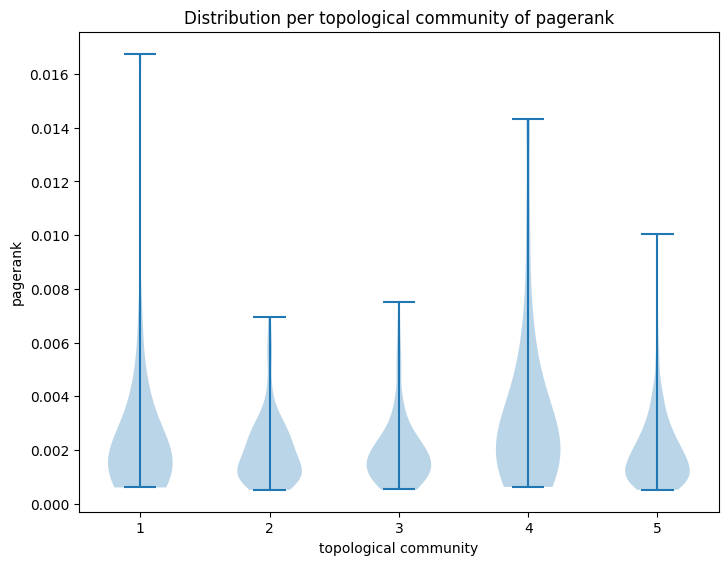 Distribution per topological community of pagerank
0.016
0.014
0.012
0.010
0.008
0.006
0.004
0.002
0.000
pagerank
1 2 3 4 5
topological community